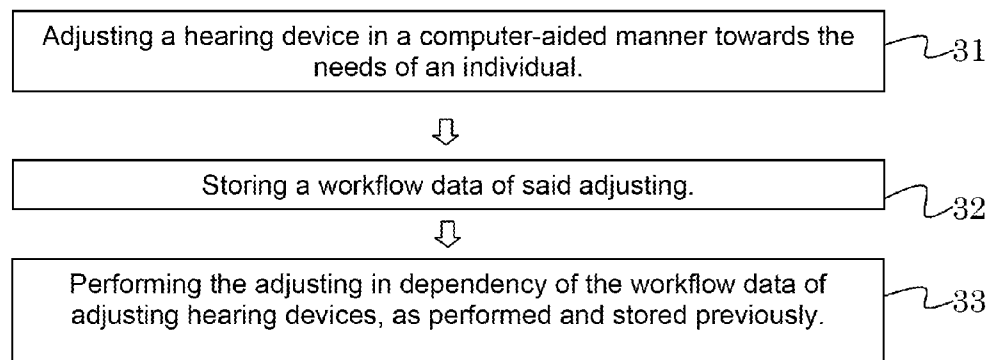 Adjusting a hearing device in a computer-aided manner towards the
needs of an individual.
31
Storing a workflow data of said adjusting.
32
Performing the adjusting in dependency of the workflow data of
adjusting hearing devices, as performed and stored previously.
33